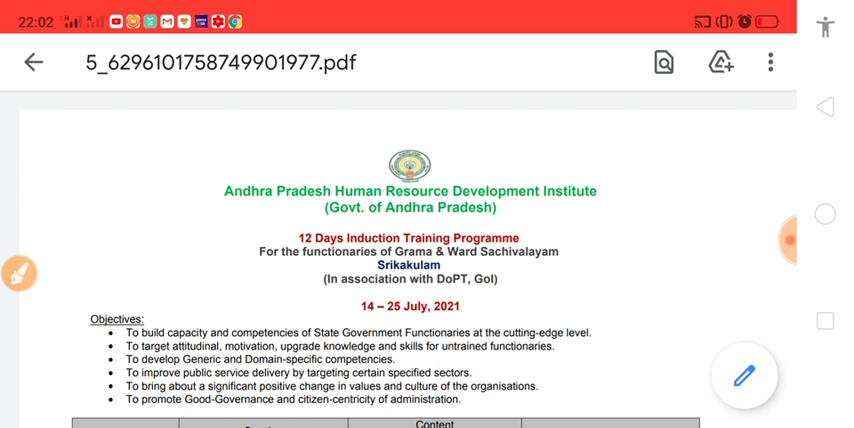 22:02
5_6296101758749901977.pdf
Andhra Pradesh Human Resource Development Institute
(Govt. of Andhra Pradesh)
12 Days Induction Training Programme
For the functionaries of Grama & Ward Sachivalayam
Srikakulam
(In association with DoPT, GoI)
14 – 25 July, 2021
Objectives:
• To build capacity and competencies of State Government Functionaries at the cutting-edge level.
• To target attitudinal, motivation, upgrade knowledge and skills for untrained functionaries.
• To develop Generic and Domain-specific competencies.
• To improve public service delivery by targeting certain specified sectors.
• To bring about a significant positive change in values and culture of the organisations.
• To promote Good-Governance and citizen-centricity of administration.
Content